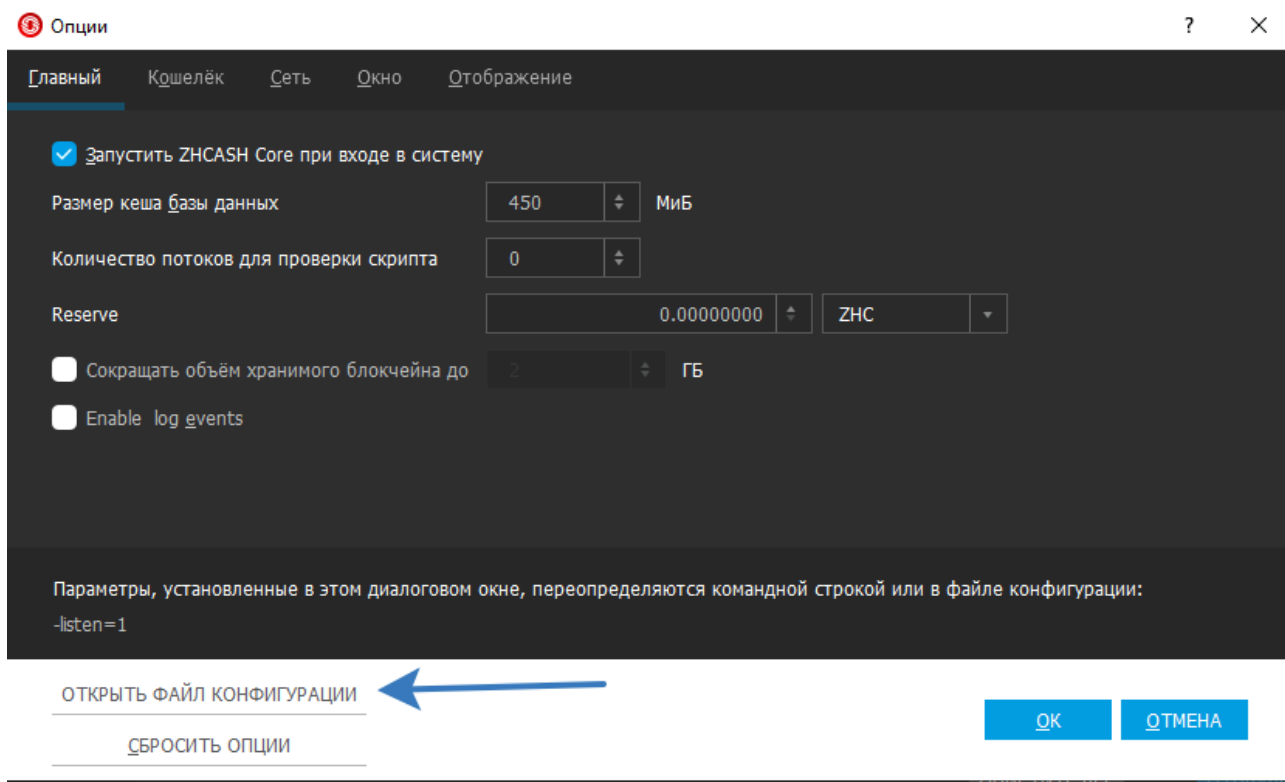 Опции ?
Главный Кошелёк Сеть Окно Отображение
Запустить ZHCASH Core при входе в систему
Размер кеша базы данных 450 МиБ
Количество потоков для проверки скрипта 0
Reserve 0.00000000 ZHC
Сокращать объём хранимого блокчейна до 2 ГБ
Enable log events
Параметры, установленные в этом диалоговом окне, переопределяются командной строкой или в файле конфигурации:
-listen=1
ОТКРЫТЬ ФАЙЛ КОНФИГУРАЦИИ
ОК ОТМЕНА
СБРОСИТЬ ОПЦИИ